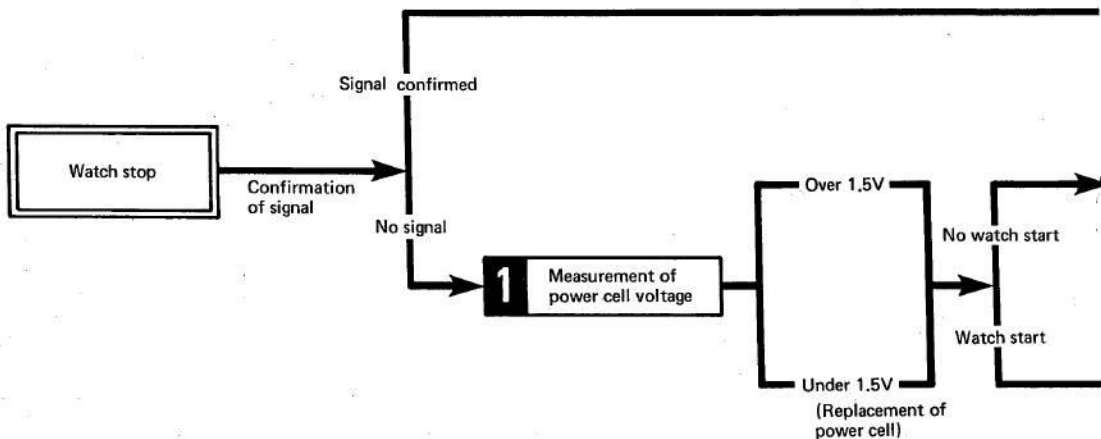 Signal confirmed
Watch stop
Confirmation
of signal
No signal
1
Measurement of
power cell voltage
Over 1.5V
Under 1.5V
(Replacement of
power cell)
No watch start
Watch start